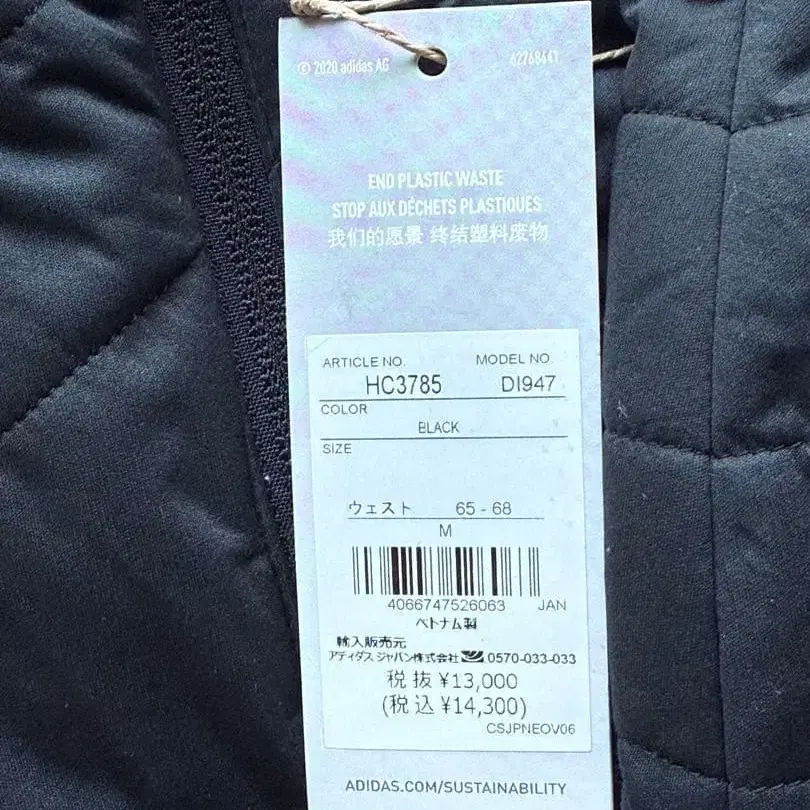 © 2020 adidas AG 62768441
END PLASTIC WASTE
STOP AUX DÉCHETS PLASTIQUES
我们的愿景 终结塑料废物
ARTICLE NO. MODEL NO.
HC3785 DI947
COLOR
BLACK
SIZE
ウェスト 65 - 68
M
4066747526063 JAN
ベトナム製
輸入販売元
アディダス ジャパン株式会社 0570-033-033
税抜 ¥13,000
(税込 ¥14,300)
CSJPNEOV06
ADIDAS.COM/SUSTAINABILITY